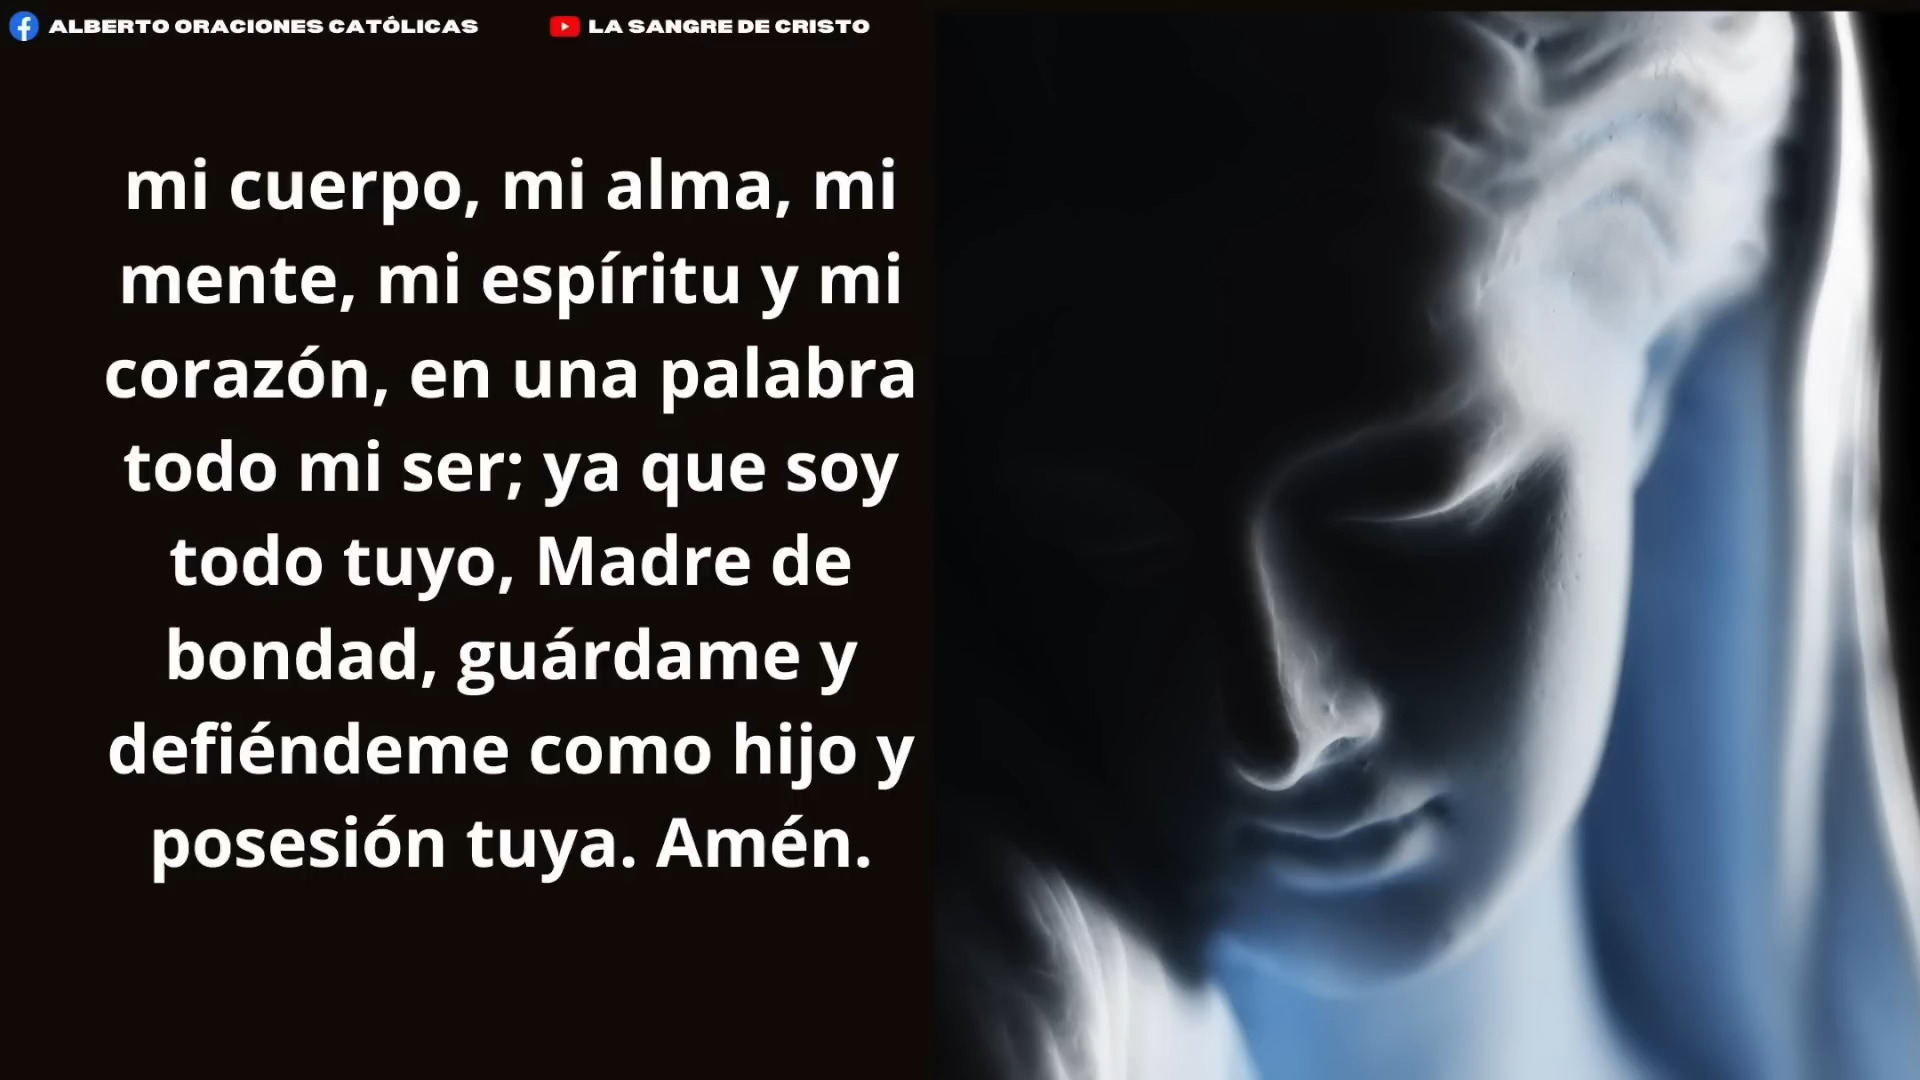 ALBERTO ORACIONES CATÓLICAS
LA SANGRE DE CRISTO
mi cuerpo, mi alma, mi
mente, mi espíritu y mi
corazón, en una palabra
todo mi ser; ya que soy
todo tuyo, Madre de
bondad, guárdame y
defiéndeme como hijo y
posesión tuya. Amén.